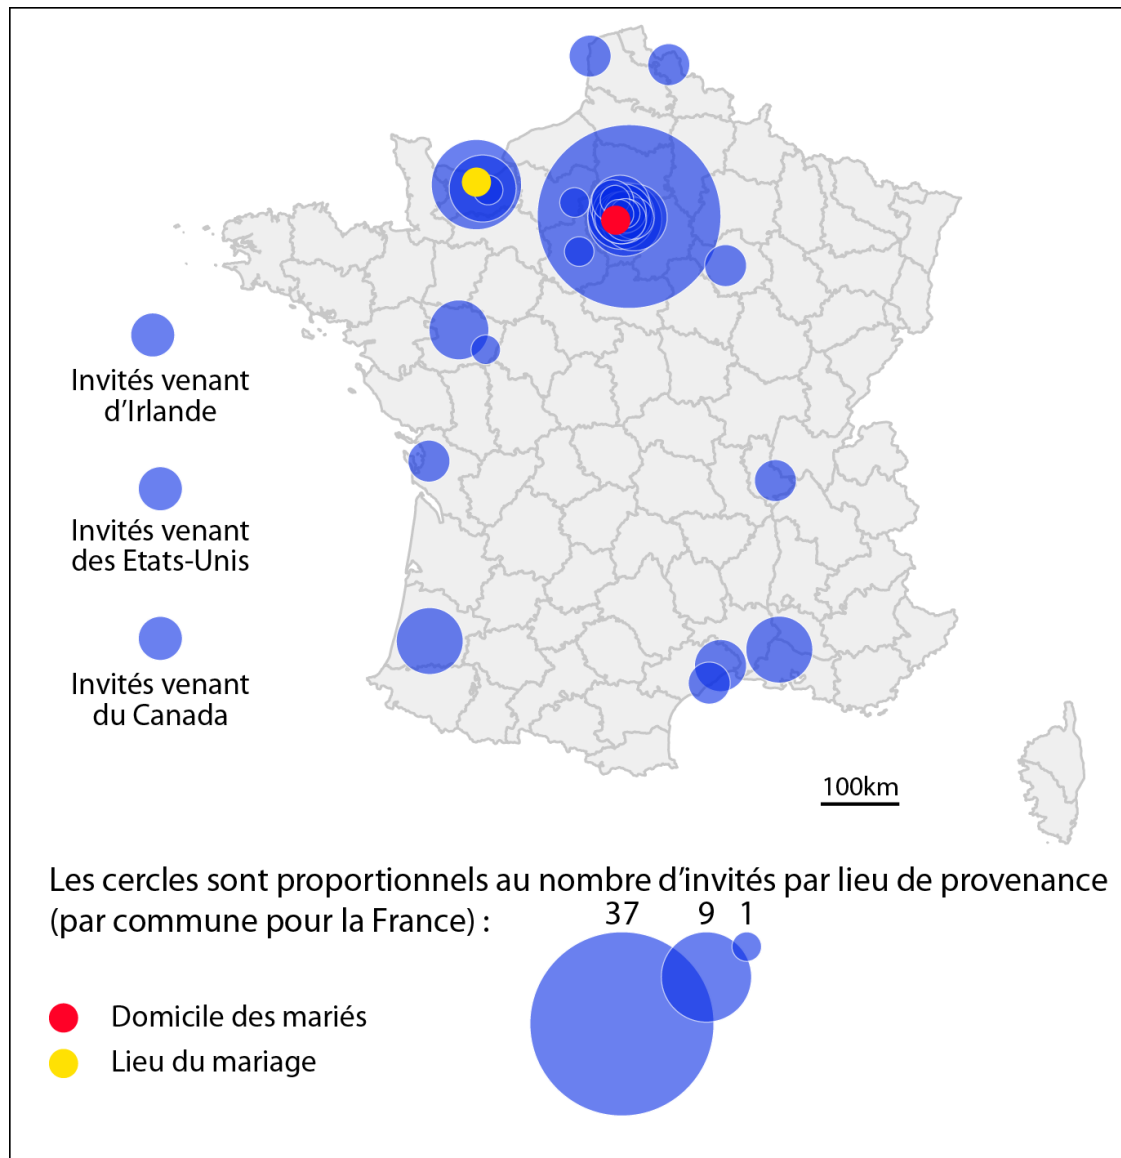 Invités venant
d’Irlande
Invités venant
des Etats-Unis
Invités venant
du Canada
100km
Les cercles sont proportionnels au nombre d’invités par lieu de provenance
(par commune pour la France) :
37 9 1
Domicile des mariés
Lieu du mariage